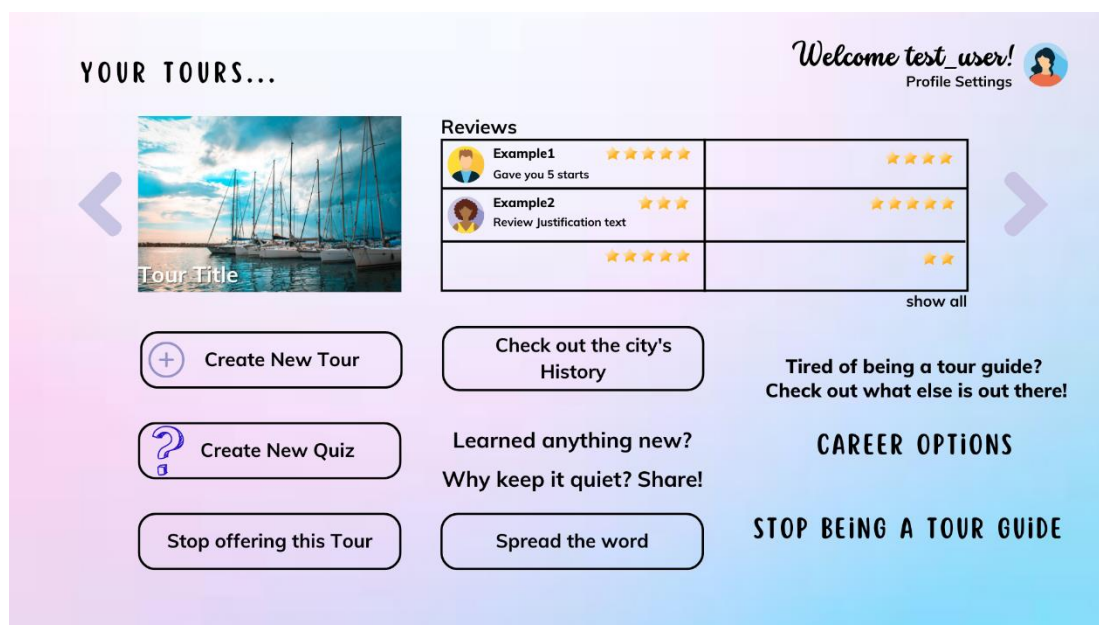 YOUR TOURS...
Welcome test_user!
Profile Settings
Tour Title
Reviews
Example1
Gave you 5 starts
Example2
Review Justification text
show all
Create New Tour
Create New Quiz
Stop offering this Tour
Check out the city's
History
Learned anything new?
Why keep it quiet? Share!
Spread the word
Tired of being a tour guide?
Check out what else is out there!
CAREER OPTiONS
STOP BEiNG A TOUR GUiDE